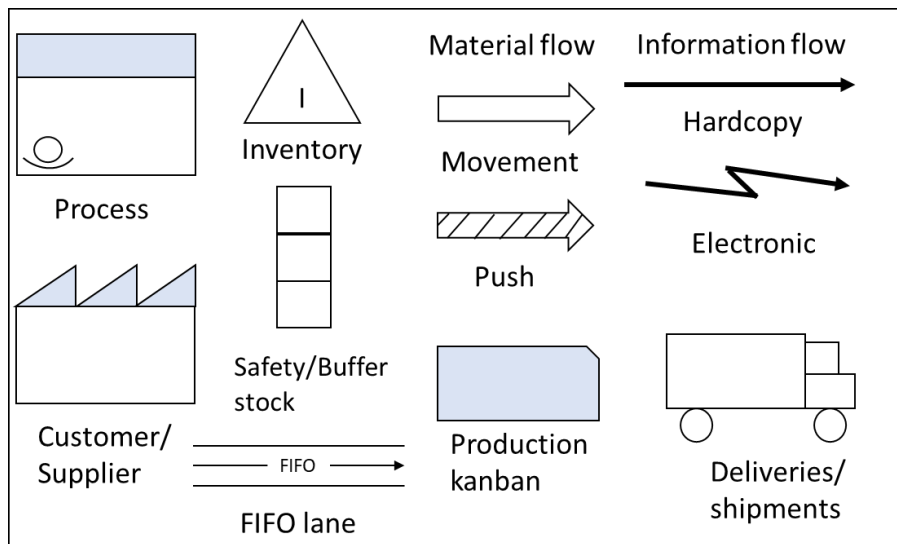 Process
Customer/
Supplier
I
Inventory
Safety/Buffer
stock
FIFO
FIFO lane
Material flow
Movement
Push
Production
kanban
Information flow
Hardcopy
Electronic
Deliveries/
shipments